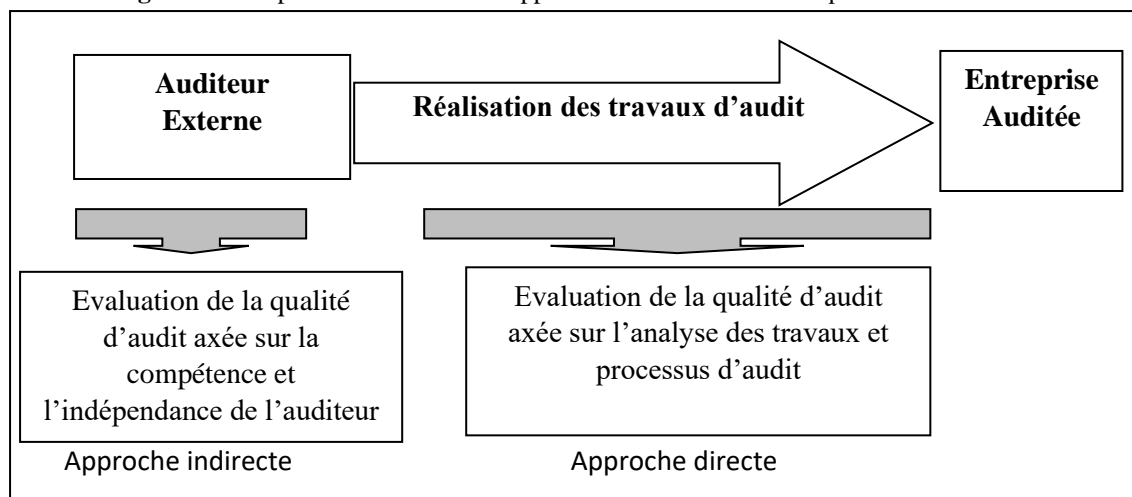 Auditeur
Externe
Réalisation des travaux d'audit
Entreprise
Auditée
Evaluation de la qualité
d'audit axée sur la
compétence et
l'indépendance de l'auditeur
Evaluation de la qualité d'audit
axée sur l'analyse des travaux et
processus d'audit
Approche indirecte
Approche directe